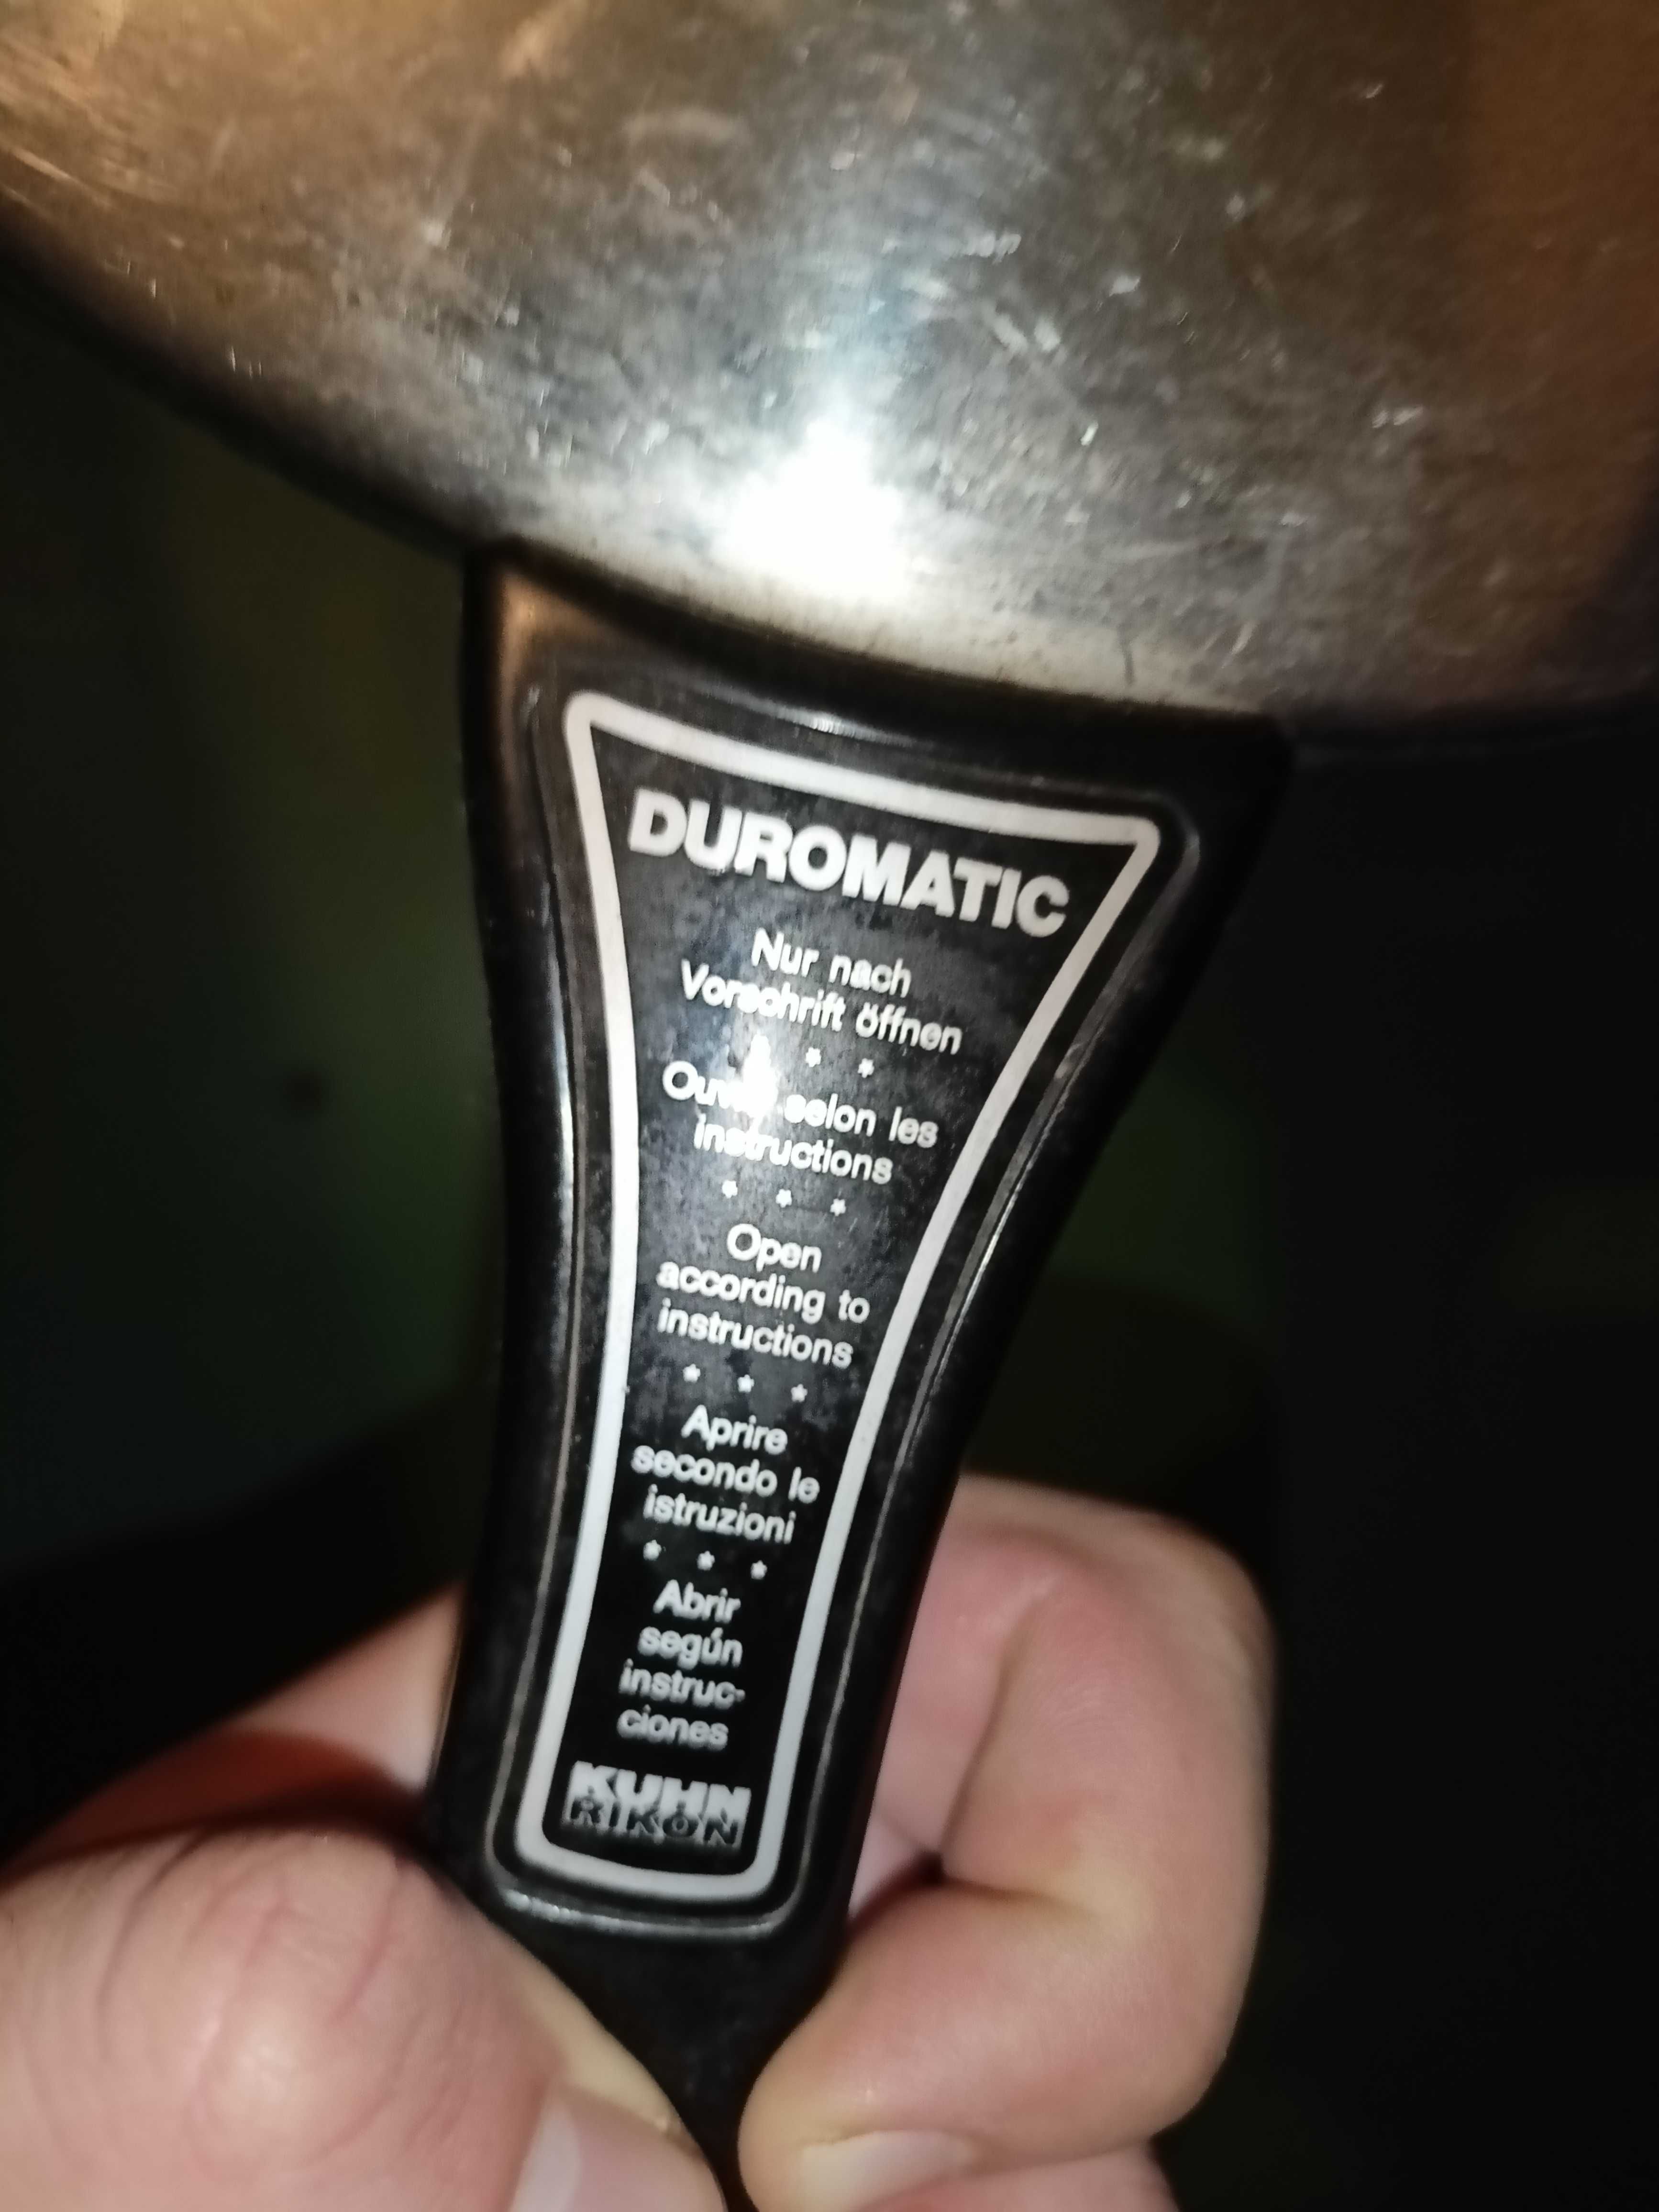 DUROMATIC
Nur nach
Vorschrift öffnen
* * *
Ouvrir selon les
instructions
* * *
Open
according to
instructions
* * *
Aprire
secondo le
istruzioni
* * *
Abrir
según
instruc-
ciones
KUHN
RIKON